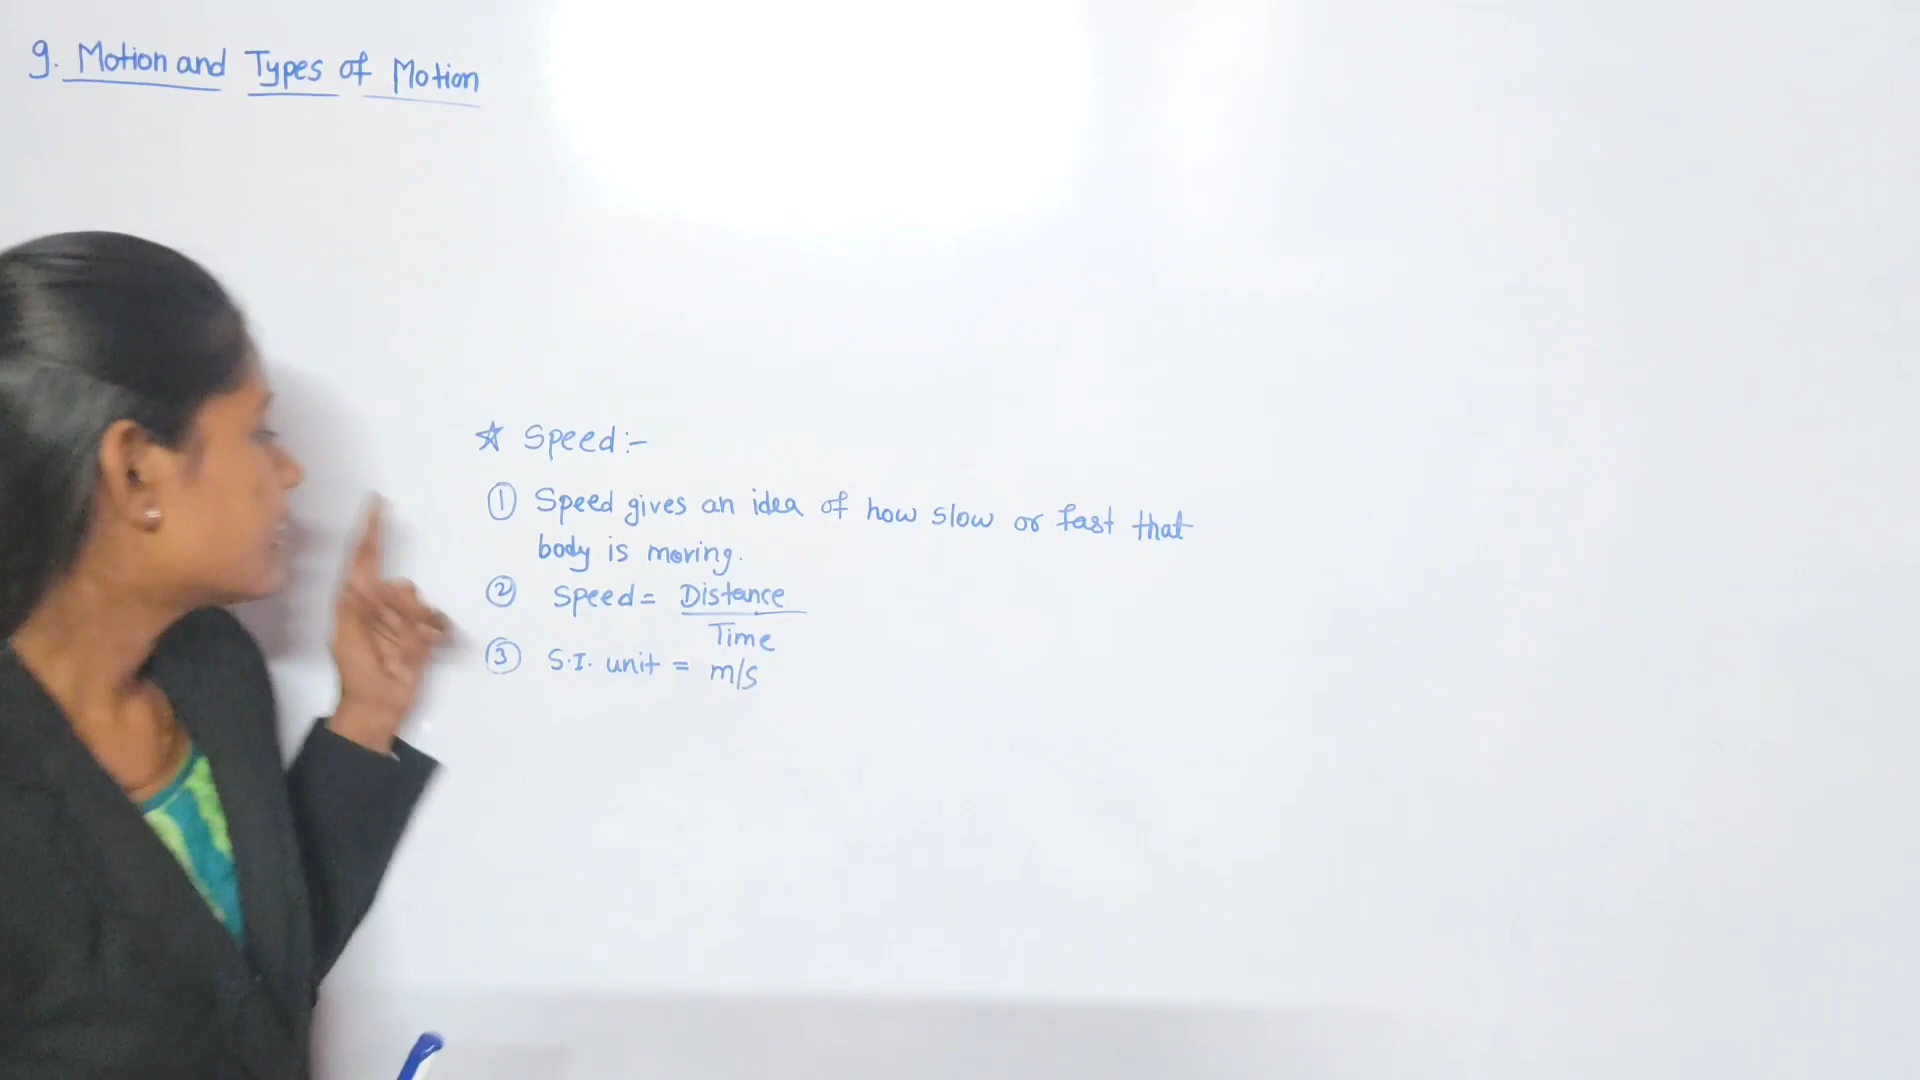 9. Motion and Types of Motion
☆ Speed:-
① Speed gives an idea of how slow or fast that
body is moving.
② Speed = Distance
Time
③ S.I. unit = m/s